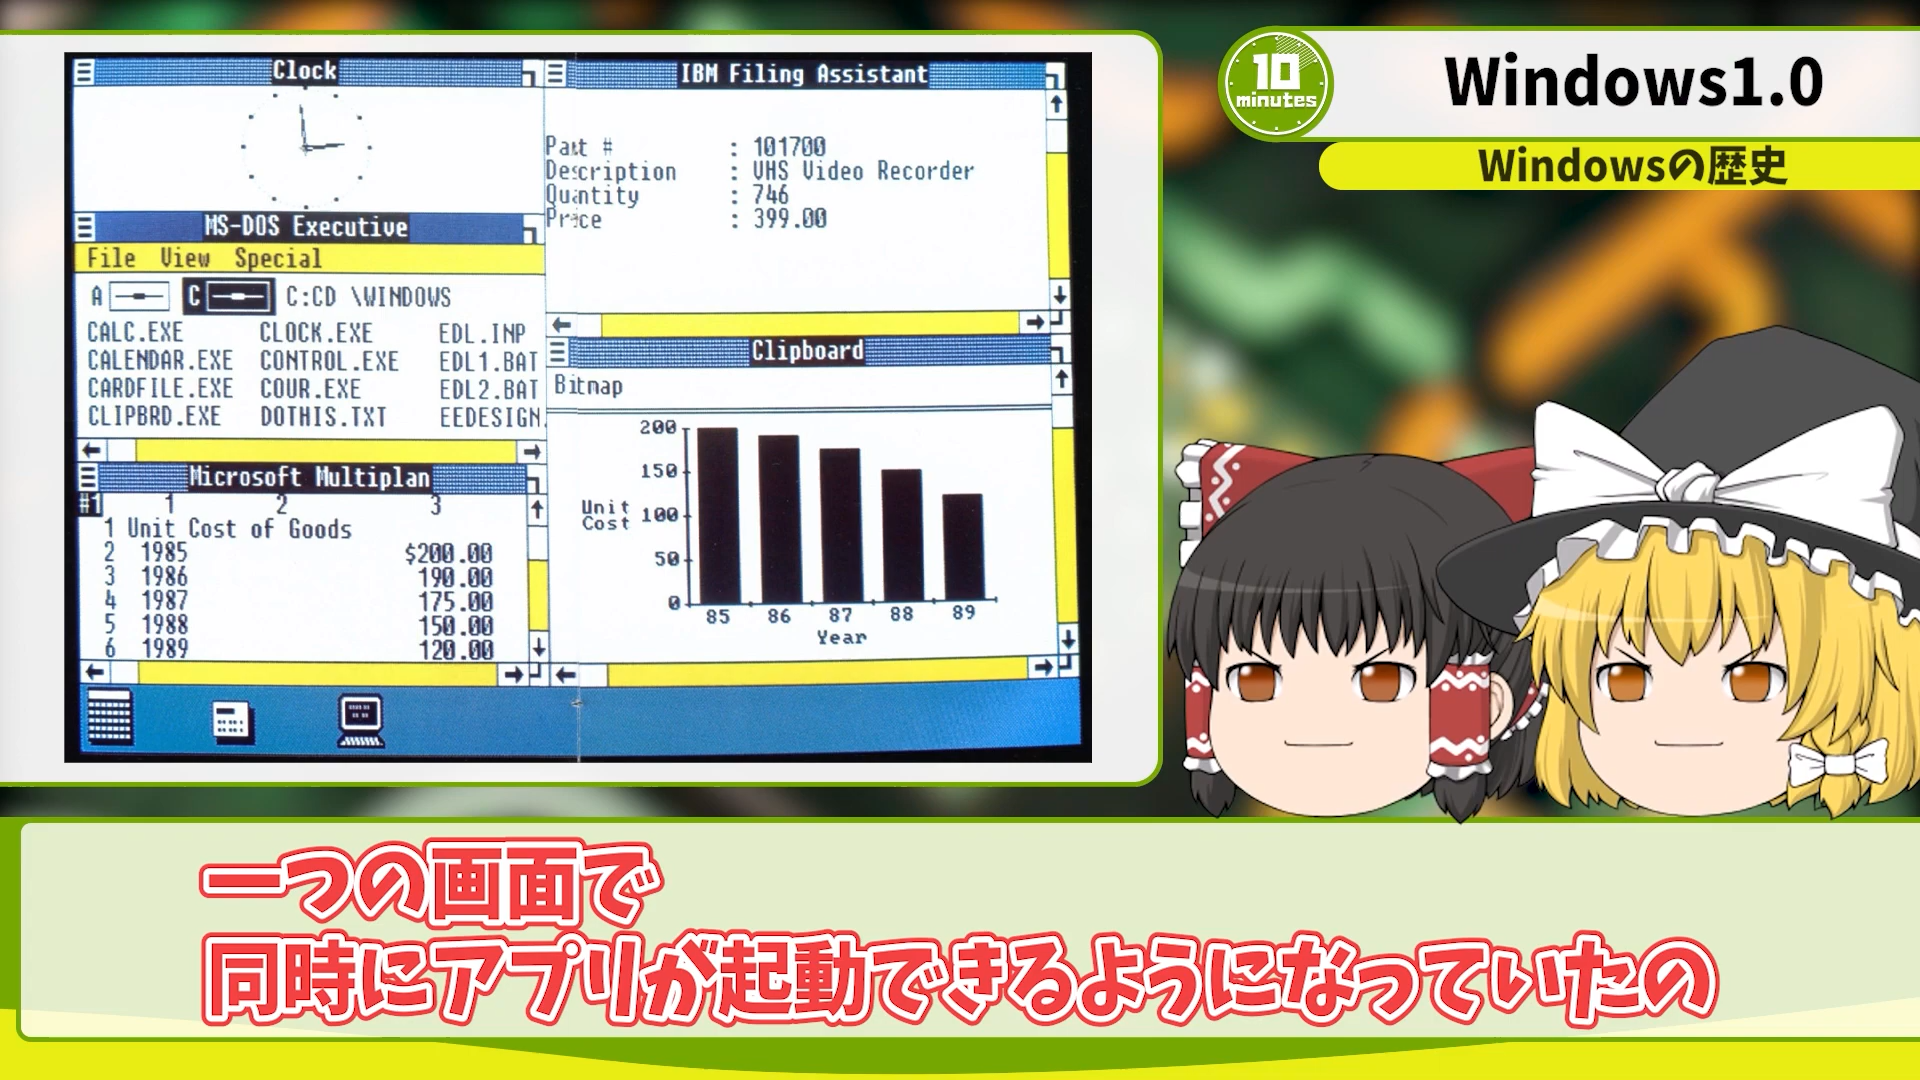 Clock
MS-DOS Executive
File View Special
A C C:CD \WINDOWS
CALC.EXE CLOCK.EXE EDL.INP
CALENDAR.EXE CONTROL.EXE EDL1.BAT
CARDFILE.EXE COUR.EXE EDL2.BAT
CLIPBRD.EXE DOTHIS.TXT EEDESIGN.
Microsoft Multiplan
#1 1 2 3
1 Unit Cost of Goods
2 1985 $200.00
3 1986 190.00
4 1987 175.00
5 1988 150.00
6 1989 120.00
IBM Filing Assistant
Part # : 101700
Description : VHS Video Recorder
Quantity : 746
Price : 399.00
Clipboard
Bitmap
200
150
Unit
Cost
100
50
0
85 86 87 88 89
Year
10
minutes
Windows1.0
Windowsの歴史
一つの画面で
同時にアプリが起動できるようになっていたの